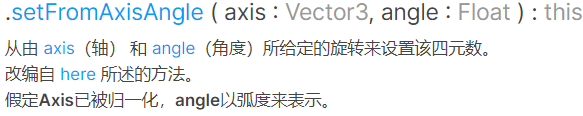 .setFromAxisAngle ( axis : Vector3, angle : Float ) : this
从由 axis（轴） 和 angle（角度）所给定的旋转来设置该四元数。
改编自 here 所述的方法。
假定Axis已被归一化，angle以弧度来表示。